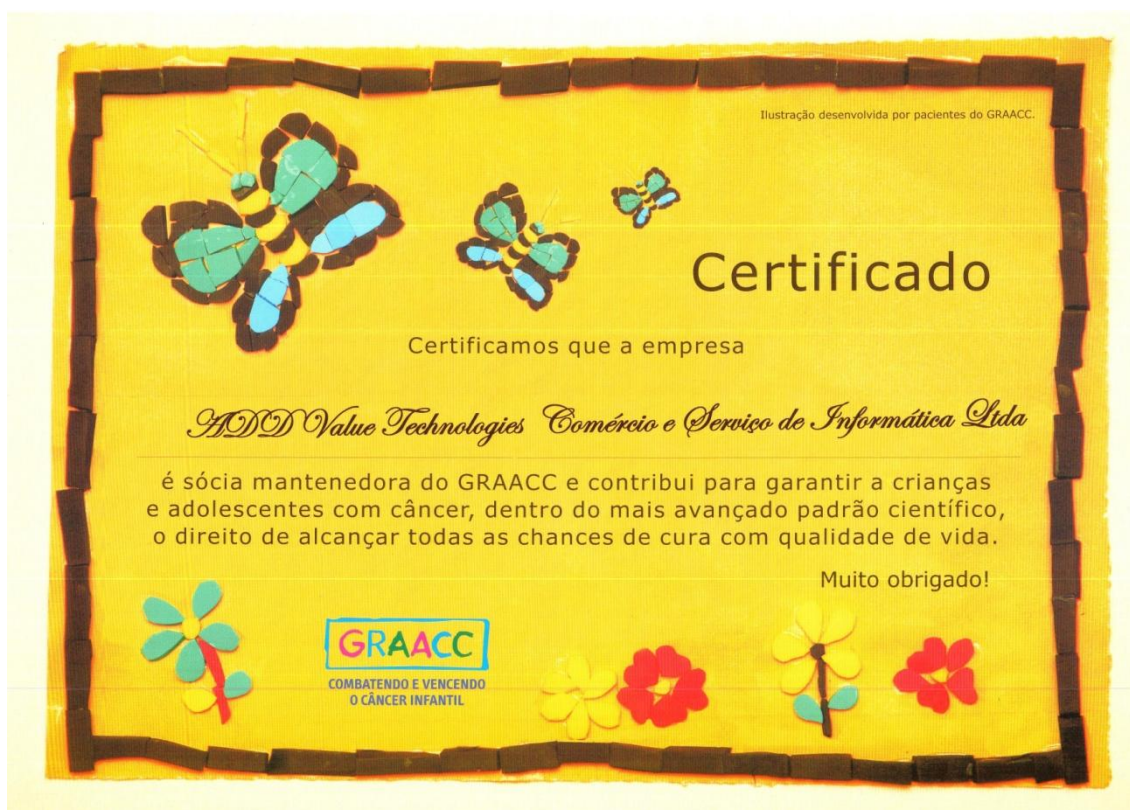 Ilustração desenvolvida por pacientes do GRAACC.
Certificado
Certificamos que a empresa
ADD Value Technologies Comércio e Serviço de Informática Ltda
é sócia mantenedora do GRAACC e contribui para garantir a crianças
e adolescentes com câncer, dentro do mais avançado padrão científico,
o direito de alcançar todas as chances de cura com qualidade de vida.
Muito obrigado!
GRAACC
COMBATENDO E VENCENDO
O CÂNCER INFANTIL